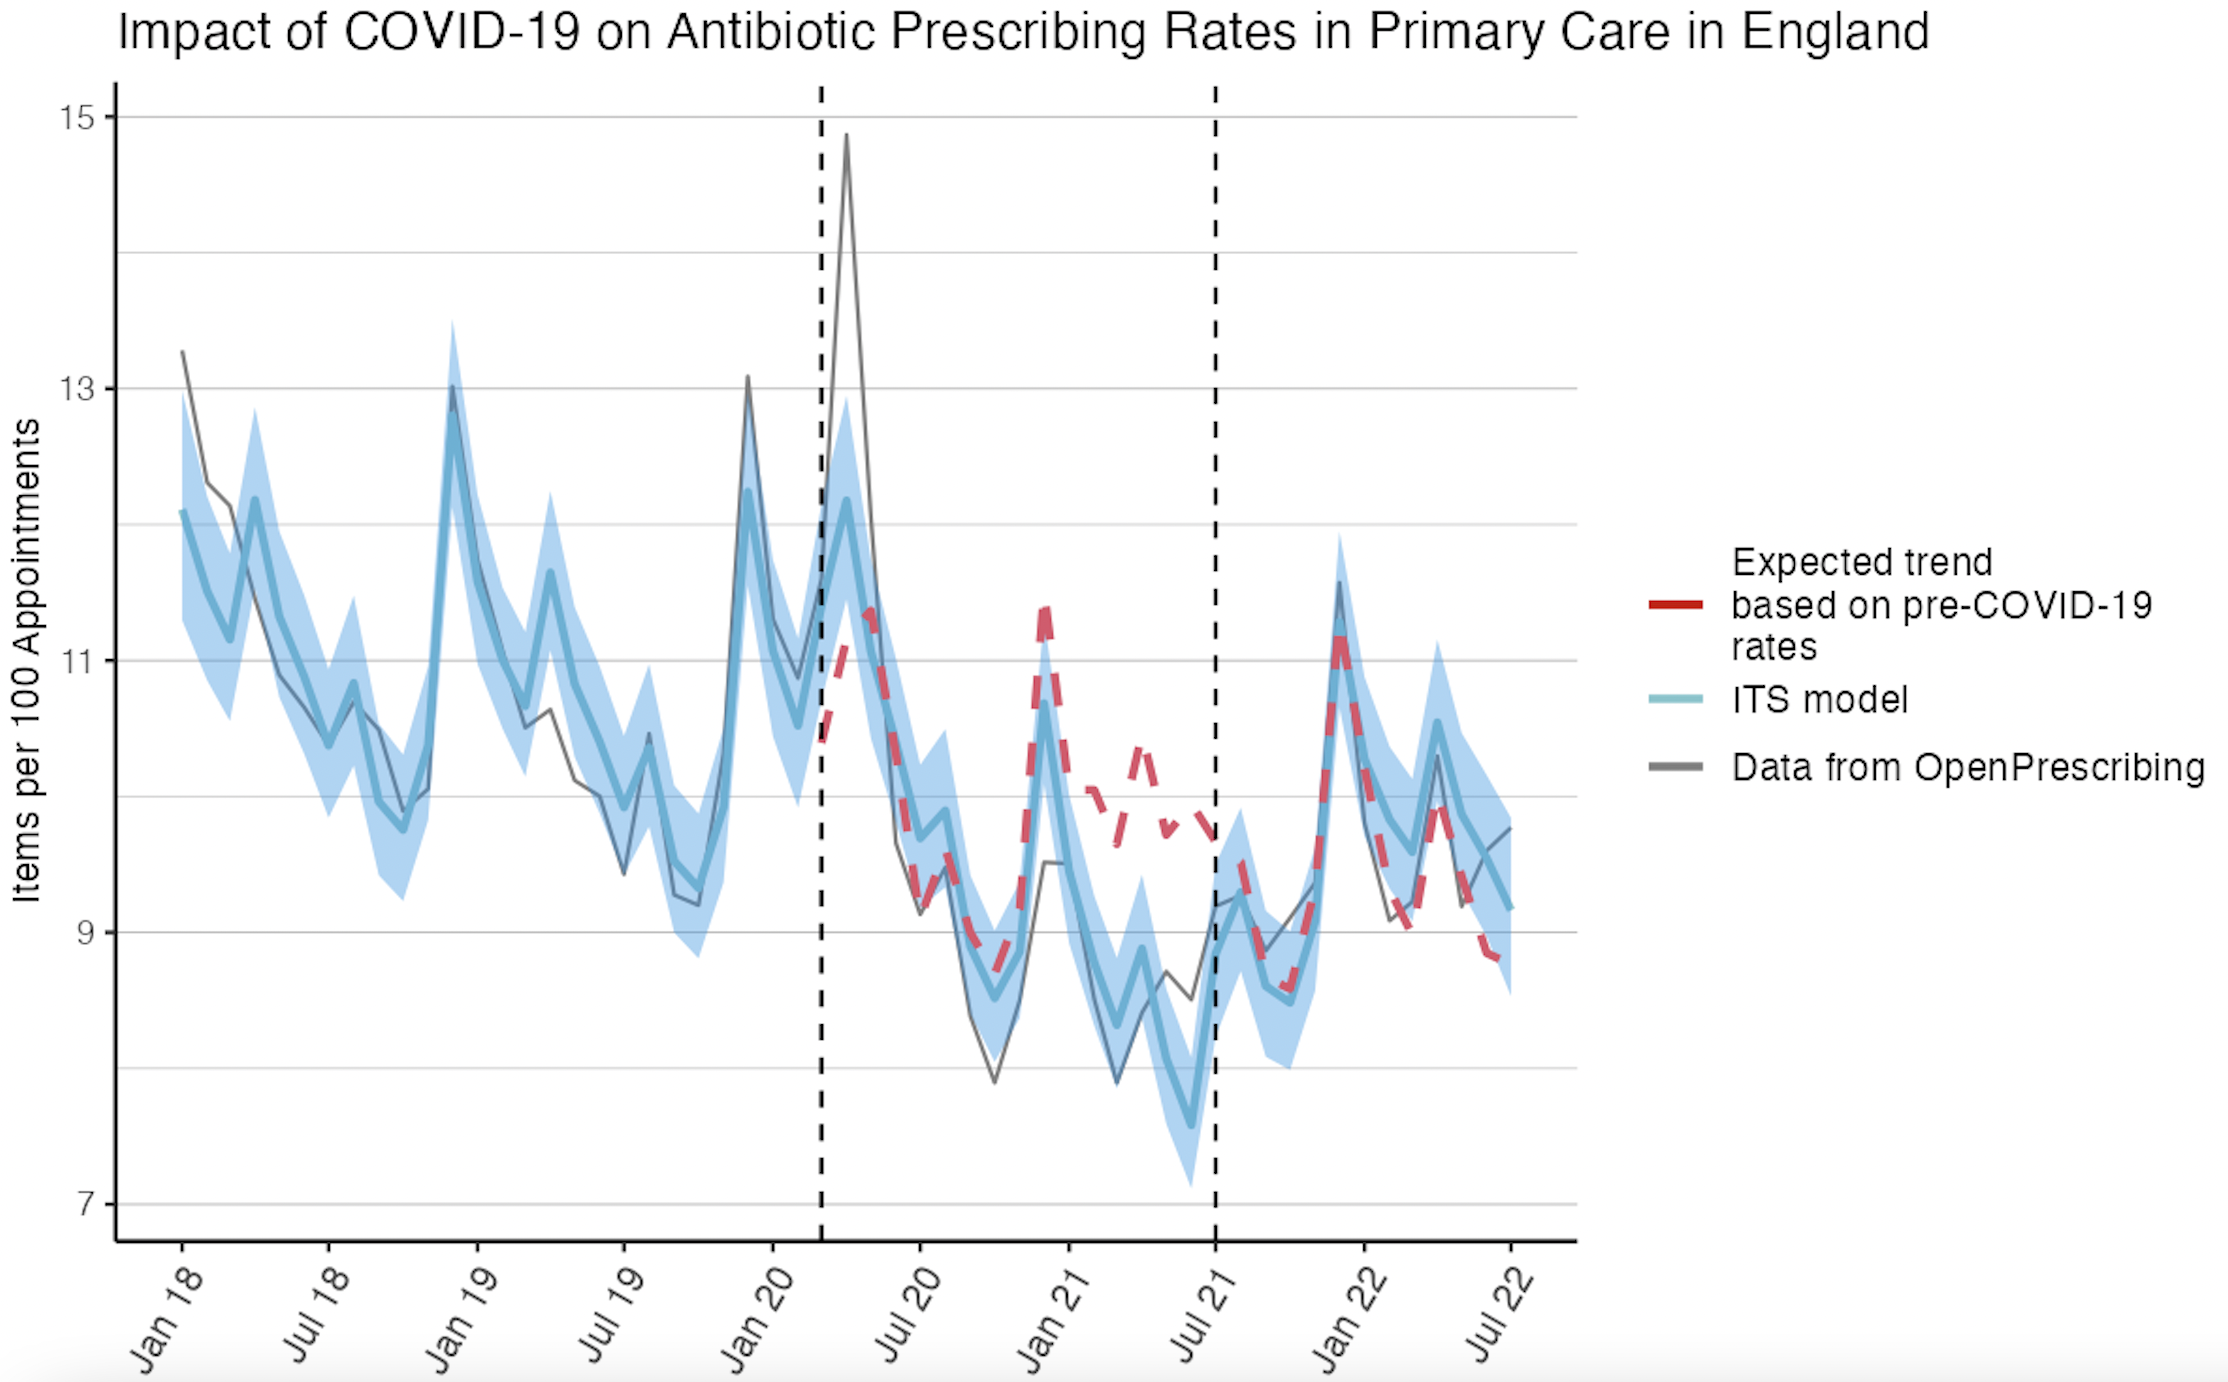 Impact of COVID-19 on Antibiotic Prescribing Rates in Primary Care in England
Items per 100 Appointments
15
13
11
9
7
Jan 18
Jul 18
Jan 19
Jul 19
Jan 20
Jul 20
Jan 21
Jul 21
Jan 22
Jul 22
Expected trend
based on pre-COVID-19
rates
ITS model
Data from OpenPrescribing